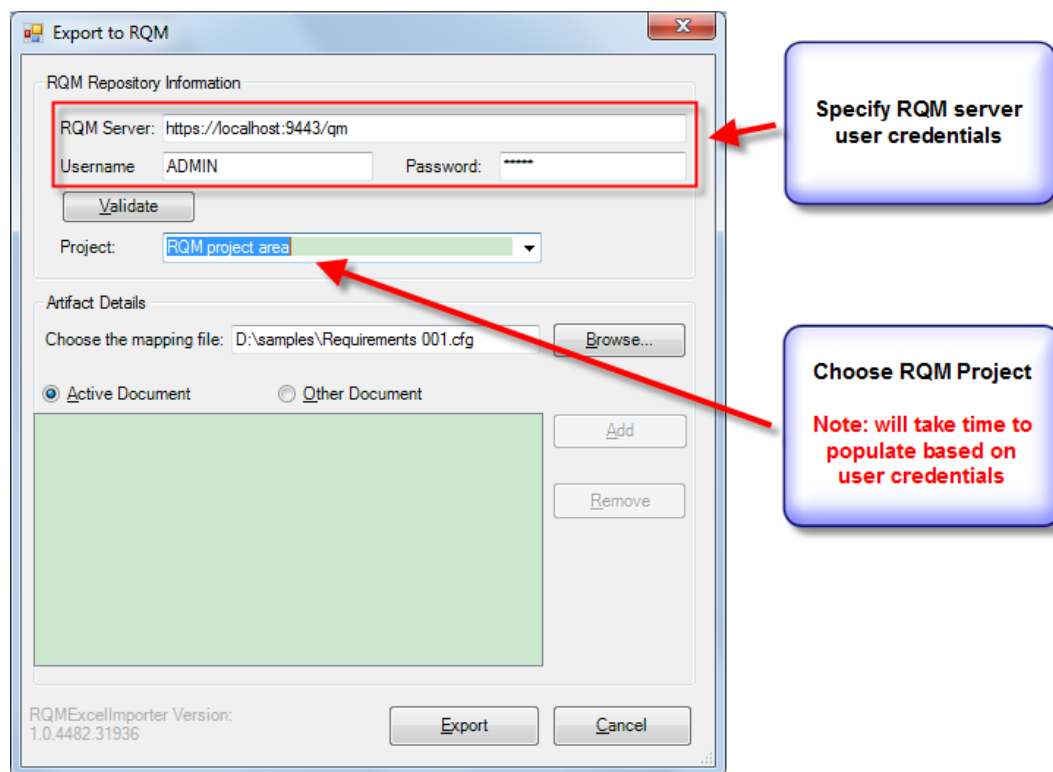 Export to RQM
RQM Repository Information
RQM Server: https://localhost:9443/qm
Username ADMIN Password: *****
Validate
Project: RQM project area
Artifact Details
Choose the mapping file: D:\samples\Requirements 001.cfg Browse...
Active Document Other Document
Add
Remove
RQMExcelImporter Version:
1.0.4482.31936
Export Cancel
Specify RQM server
user credentials
Choose RQM Project
Note: will take time to
populate based on
user credentials